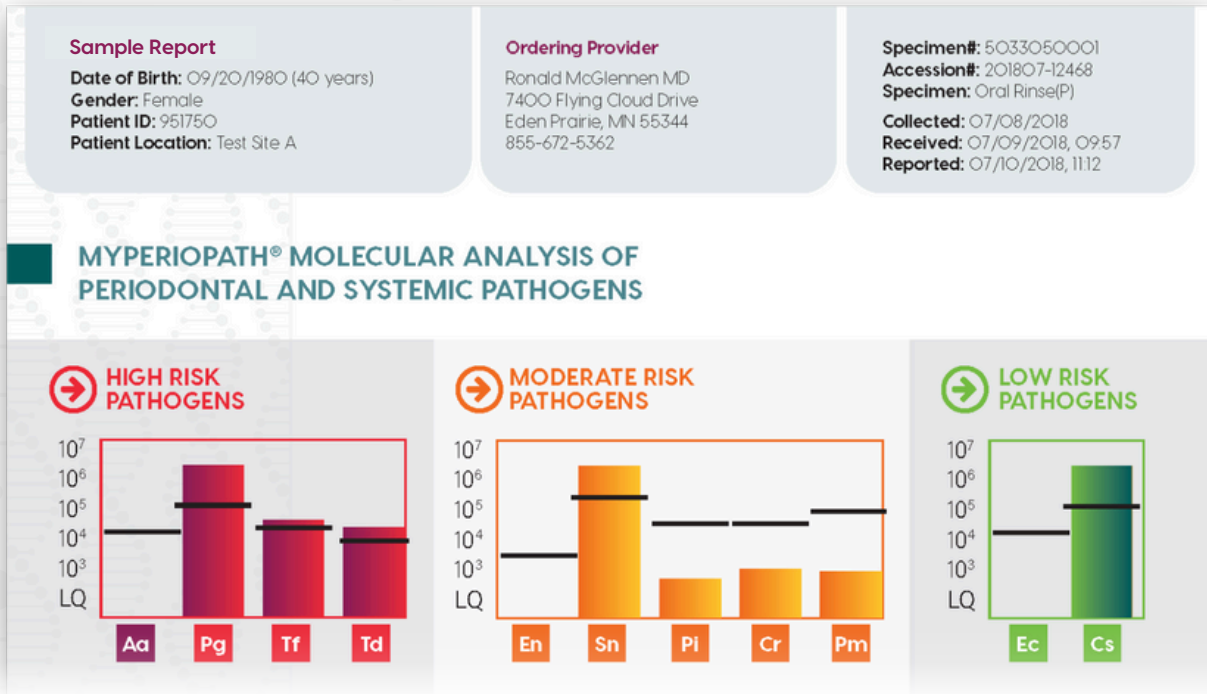 Sample Report
Date of Birth: 09/20/1980 (40 years)
Gender: Female
Patient ID: 951750
Patient Location: Test Site A
Ordering Provider
Ronald McGlennen MD
7400 Flying Cloud Drive
Eden Prairie, MN 55344
855-672-5362
Specimen#: 5033050001
Accession#: 201807-12468
Specimen: Oral Rinse(P)
Collected: 07/08/2018
Received: 07/09/2018, 09:57
Reported: 07/10/2018, 11:12
MYPERIOPATH® MOLECULAR ANALYSIS OF
PERIODONTAL AND SYSTEMIC PATHOGENS
HIGH RISK
PATHOGENS
10⁷
10⁶
10⁵
10⁴
10³
LQ
Aa Pg Tf Td
MODERATE RISK
PATHOGENS
10⁷
10⁶
10⁵
10⁴
10³
LQ
En Sn Pi Cr Pm
LOW RISK
PATHOGENS
10⁷
10⁶
10⁵
10⁴
10³
LQ
Ec Cs